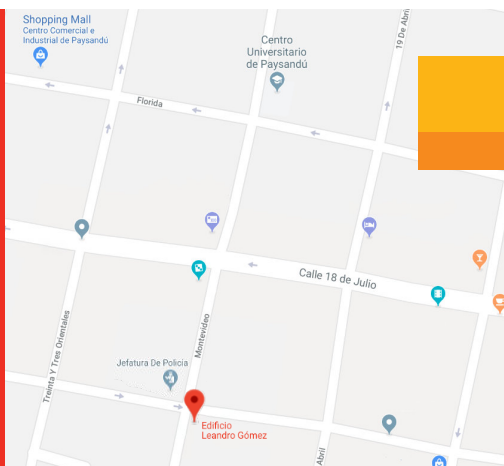 Shopping Mall
Centro Comercial e
Industrial de Paysandú
Centro
Universitario
de Paysandú
19 De Abril
Florida
Calle 18 de Julio
Treinta Y Tres Orientales
Montevideo
Jefatura De Policía
Edificio
Leandro Gómez
Abril